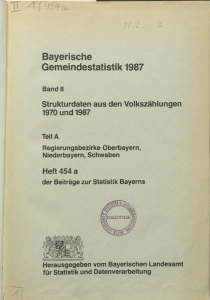 Bayerische
Gemeindestatistik 1987
Band 8
Strukturdaten aus den Volkszählungen
1970 und 1987
Teil A
Regierungsbezirke Oberbayern,
Niederbayern, Schwaben
Heft 454 a
der Beiträge zur Statistik Bayerns
BIBLIOTHEK
Herausgegeben vom Bayerischen Landesamt
für Statistik und Datenverarbeitung